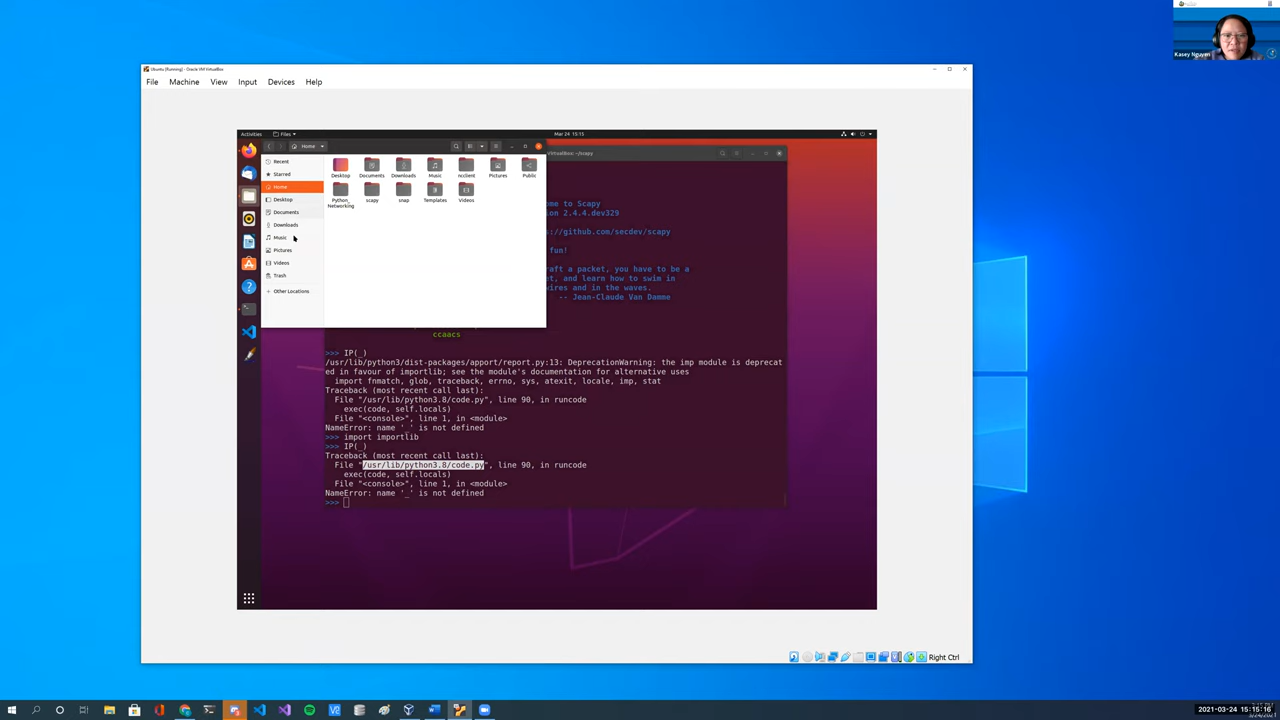 Kasey Nguyen
Ubuntu [Running] - Oracle VM VirtualBox
File Machine View Input Devices Help
Activities Files Mar 24 15:15
Home
VirtualBox: ~/scapy
Recent
Starred
Home
Desktop
Documents
Downloads
Music
Pictures
Videos
Trash
Other Locations
Desktop Documents Downloads Music ncclient Pictures Public
Python_
Networking scapy snap Templates Videos
me to Scapy
ion 2.4.4.dev329
s://github.com/secdev/scapy
fun!
raft a packet, you have to be a
et, and learn how to swim in
wires and in the waves.
-- Jean-Claude Van Damme
ccaacs
>>> IP(_)
/usr/lib/python3/dist-packages/apport/report.py:13: DeprecationWarning: the imp module is deprecat
ed in favour of importlib; see the module's documentation for alternative uses
import fnmatch, glob, traceback, errno, sys, atexit, locale, imp, stat
Traceback (most recent call last):
File "/usr/lib/python3.8/code.py", line 90, in runcode
exec(code, self.locals)
File "<console>", line 1, in <module>
NameError: name '_' is not defined
>>> import importlib
>>> IP(_)
Traceback (most recent call last):
File "/usr/lib/python3.8/code.py", line 90, in runcode
exec(code, self.locals)
File "<console>", line 1, in <module>
NameError: name '_' is not defined
>>>
Right Ctrl
2021-03-24 15:15:16